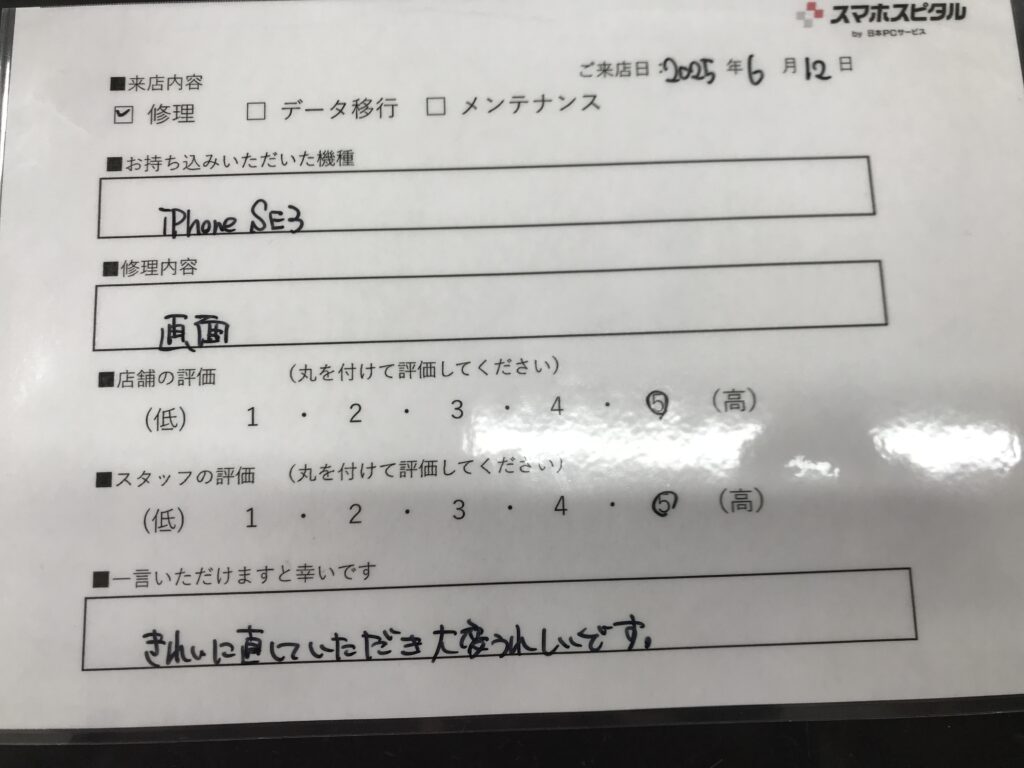 スマホスピタル
by 日本PCサービス
ご来店日:2025年6月12日
■来店内容
☑ 修理 □ データ移行 □ メンテナンス
■お持ち込みいただいた機種
iPhone SE3
■修理内容
画面
■店舗の評価 （丸を付けて評価してください）
（低） 1 ・ 2 ・ 3 ・ 4 ・ 5 （高）
■スタッフの評価 （丸を付けて評価してください）
（低） 1 ・ 2 ・ 3 ・ 4 ・ 5 （高）
■一言いただけますと幸いです
きれいに直していただき大変うれしいです。